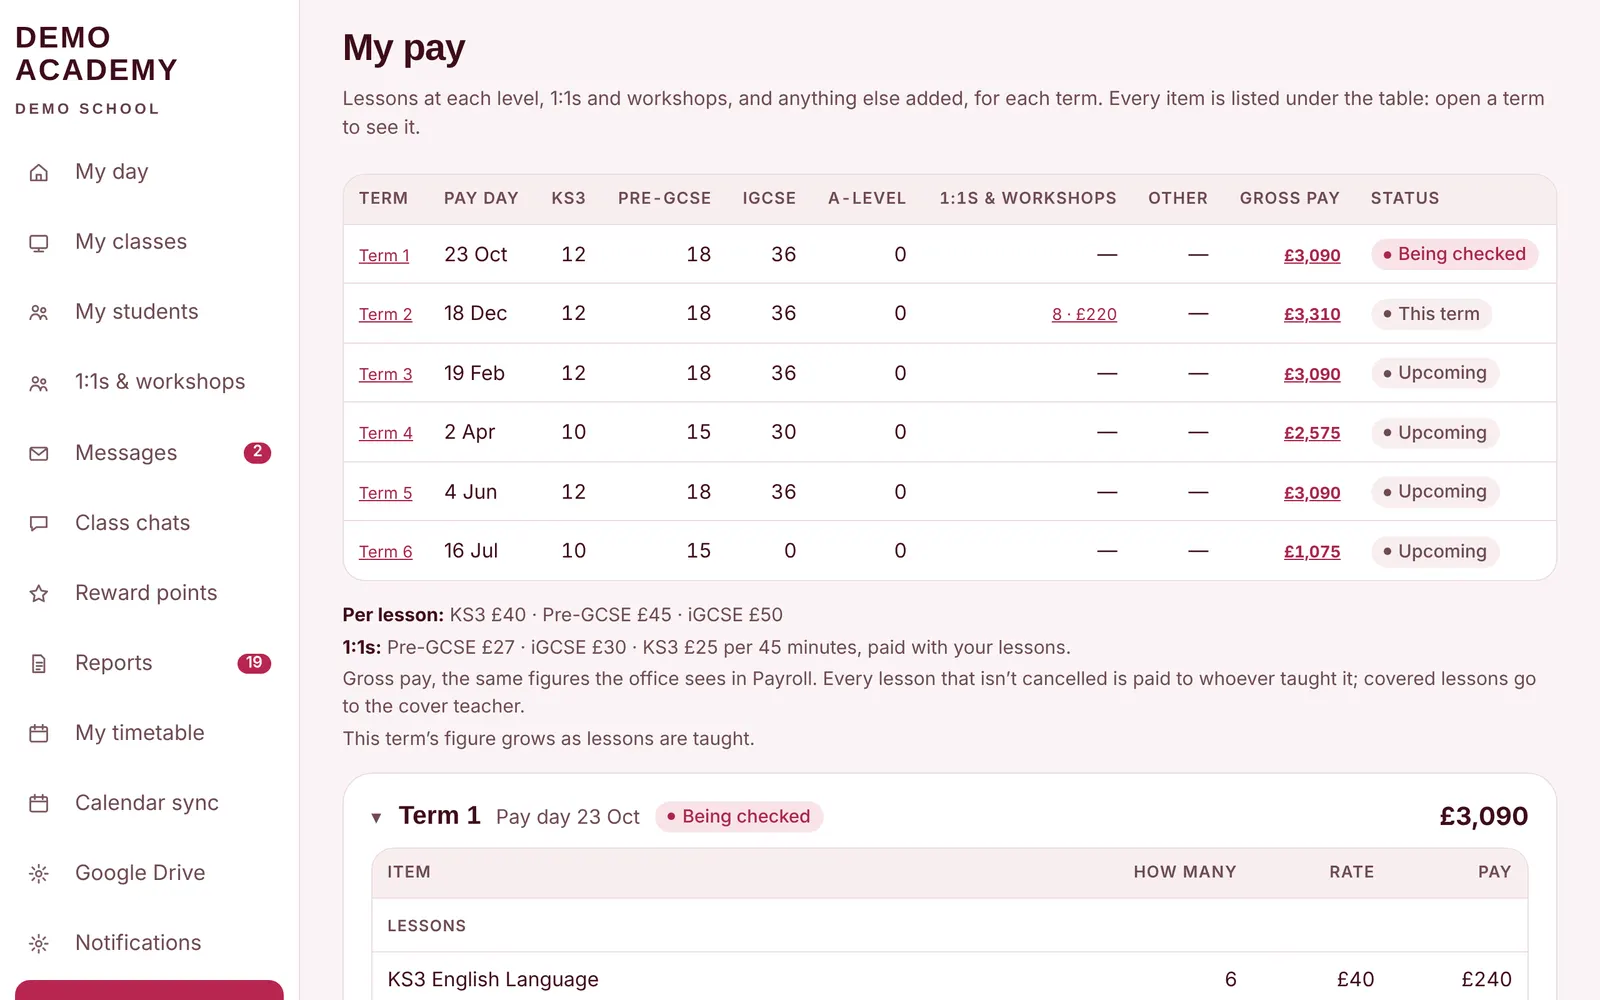 DEMO
ACADEMY
DEMO SCHOOL
My day
My classes
My students
1:1s & workshops
Messages 2
Class chats
Reward points
Reports 19
My timetable
Calendar sync
Google Drive
Notifications
My pay
Lessons at each level, 1:1s and workshops, and anything else added, for each term. Every item is listed under the table: open a term
to see it.
TERM PAY DAY KS3 PRE-GCSE IGCSE A-LEVEL 1:1S & WORKSHOPS OTHER GROSS PAY STATUS
Term 1 23 Oct 12 18 36 0 — — £3,090 • Being checked
Term 2 18 Dec 12 18 36 0 8 · £220 — £3,310 • This term
Term 3 19 Feb 12 18 36 0 — — £3,090 • Upcoming
Term 4 2 Apr 10 15 30 0 — — £2,575 • Upcoming
Term 5 4 Jun 12 18 36 0 — — £3,090 • Upcoming
Term 6 16 Jul 10 15 0 0 — — £1,075 • Upcoming
Per lesson: KS3 £40 · Pre-GCSE £45 · iGCSE £50
1:1s: Pre-GCSE £27 · iGCSE £30 · KS3 £25 per 45 minutes, paid with your lessons.
Gross pay, the same figures the office sees in Payroll. Every lesson that isn’t cancelled is paid to whoever taught it; covered lessons go
to the cover teacher.
This term’s figure grows as lessons are taught.
▼ Term 1 Pay day 23 Oct • Being checked £3,090
ITEM HOW MANY RATE PAY
LESSONS
KS3 English Language 6 £40 £240